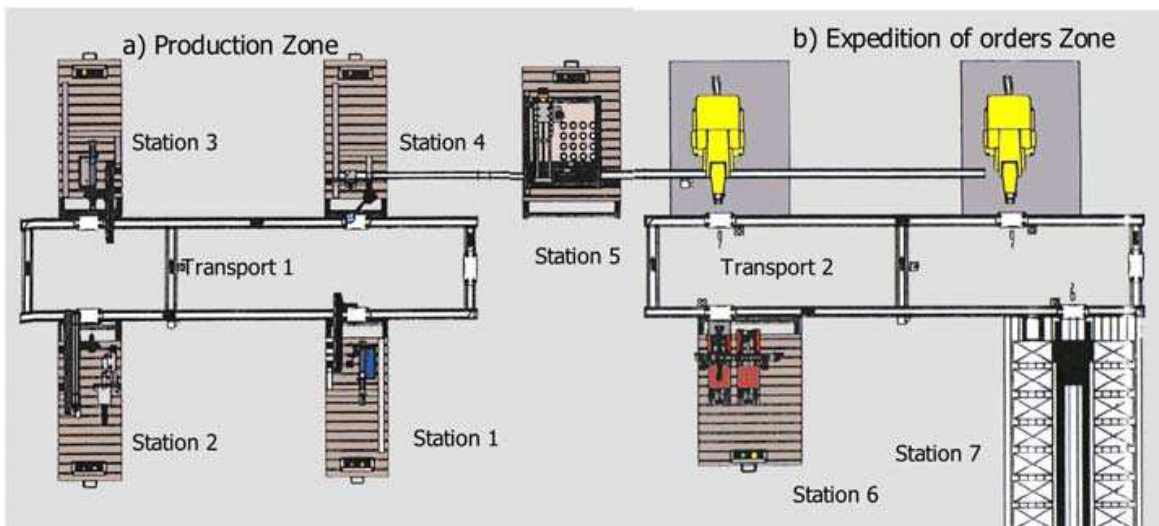 a) Production Zone
b) Expedition of orders Zone
Station 3
Station 4
Station 5
Transport 1
Transport 2
Station 2
Station 1
Station 7
Station 6